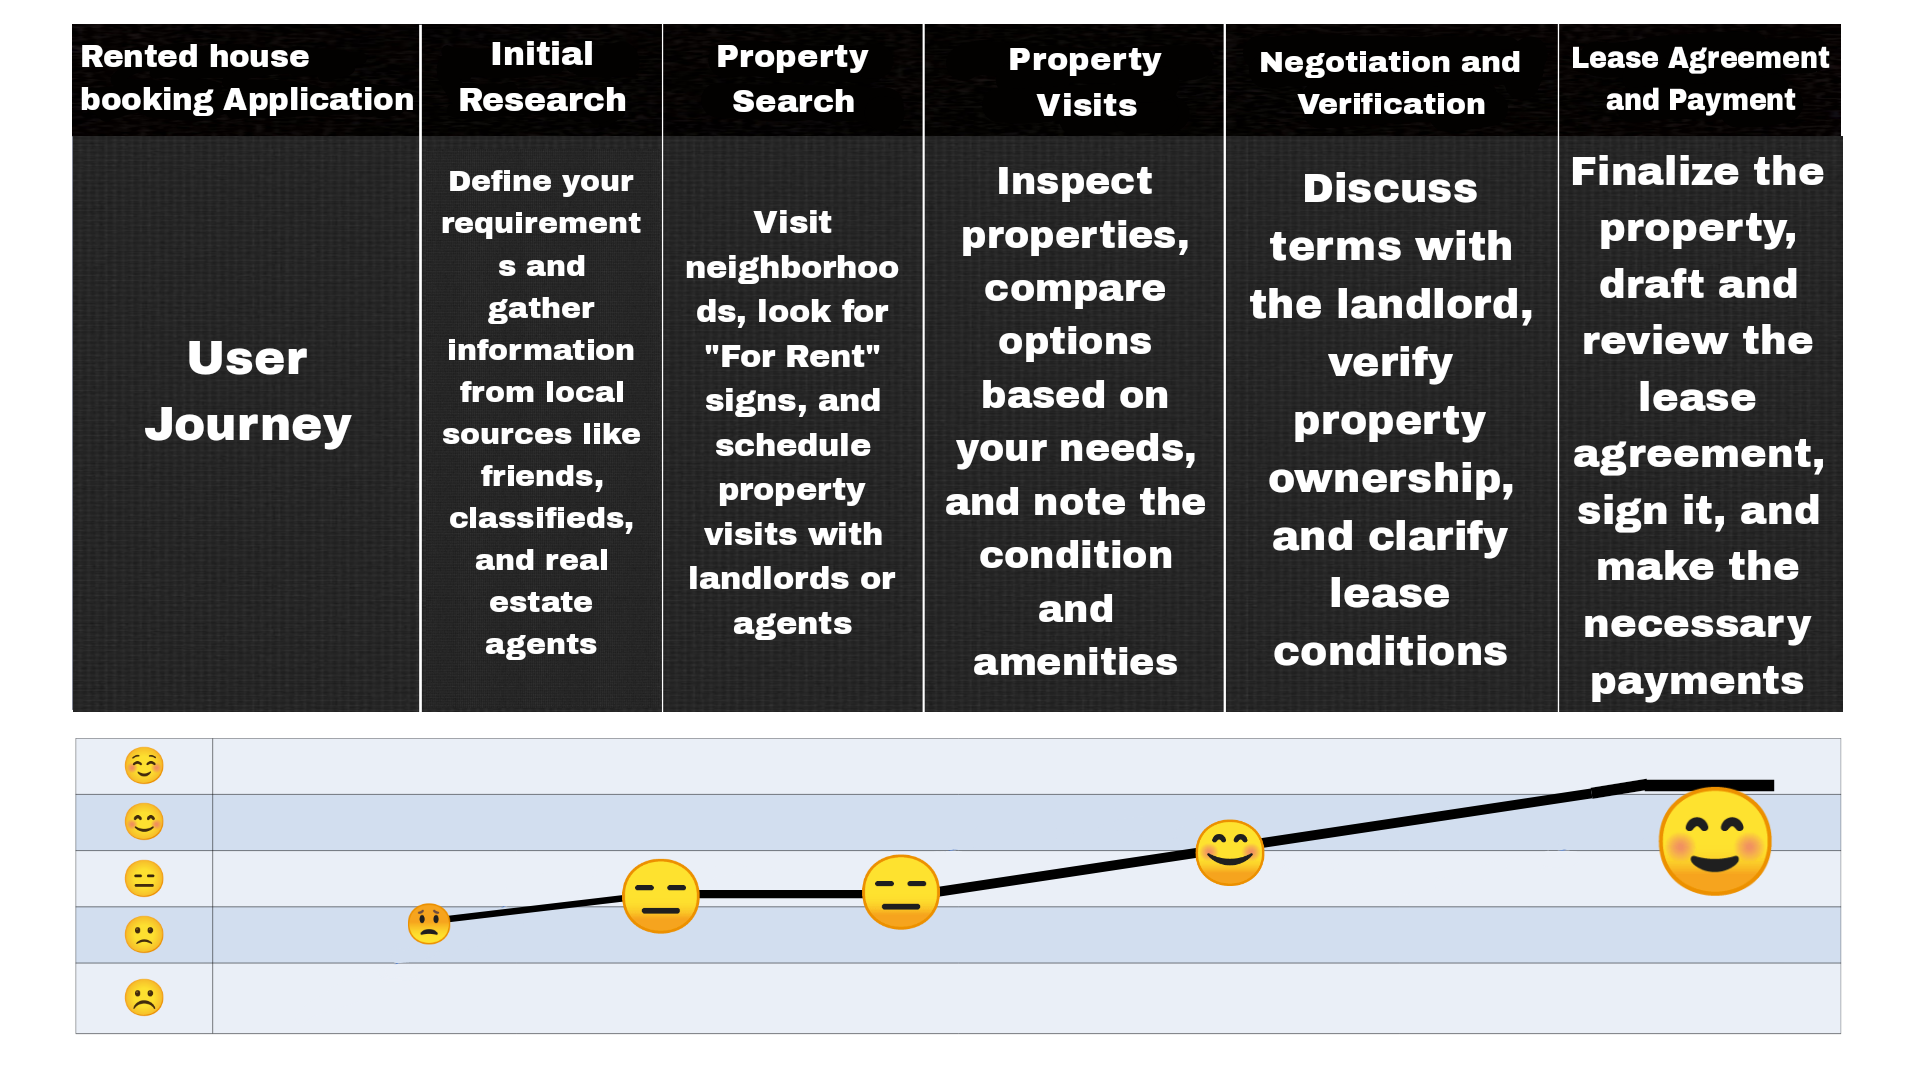 Rented house
booking Application
Initial
Research
Property
Search
Property
Visits
Negotiation and
Verification
Lease Agreement
and Payment
User
Journey
Define your
requirement
s and
gather
information
from local
sources like
friends,
classifieds,
and real
estate
agents
Visit
neighborhoo
ds, look for
"For Rent"
signs, and
schedule
property
visits with
landlords or
agents
Inspect
properties,
compare
options
based on
your needs,
and note the
condition
and
amenities
Discuss
terms with
the landlord,
verify
property
ownership,
and clarify
lease
conditions
Finalize the
property,
draft and
review the
lease
agreement,
sign it, and
make the
necessary
payments